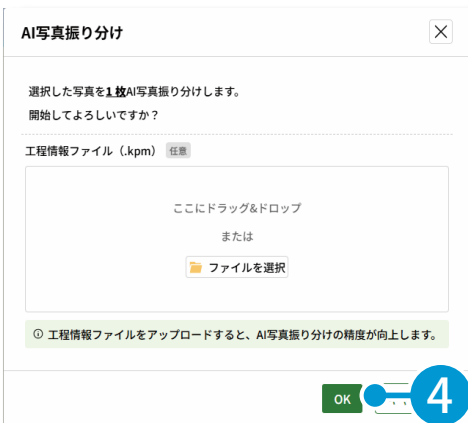 AI写真振り分け
選択した写真を1 枚AI写真振り分けします。
開始してよろしいですか？
工程情報ファイル（.kpm） 任意
ここにドラッグ&ドロップ
または
ファイルを選択
工程情報ファイルをアップロードすると、AI写真振り分けの精度が向上します。
OK
4